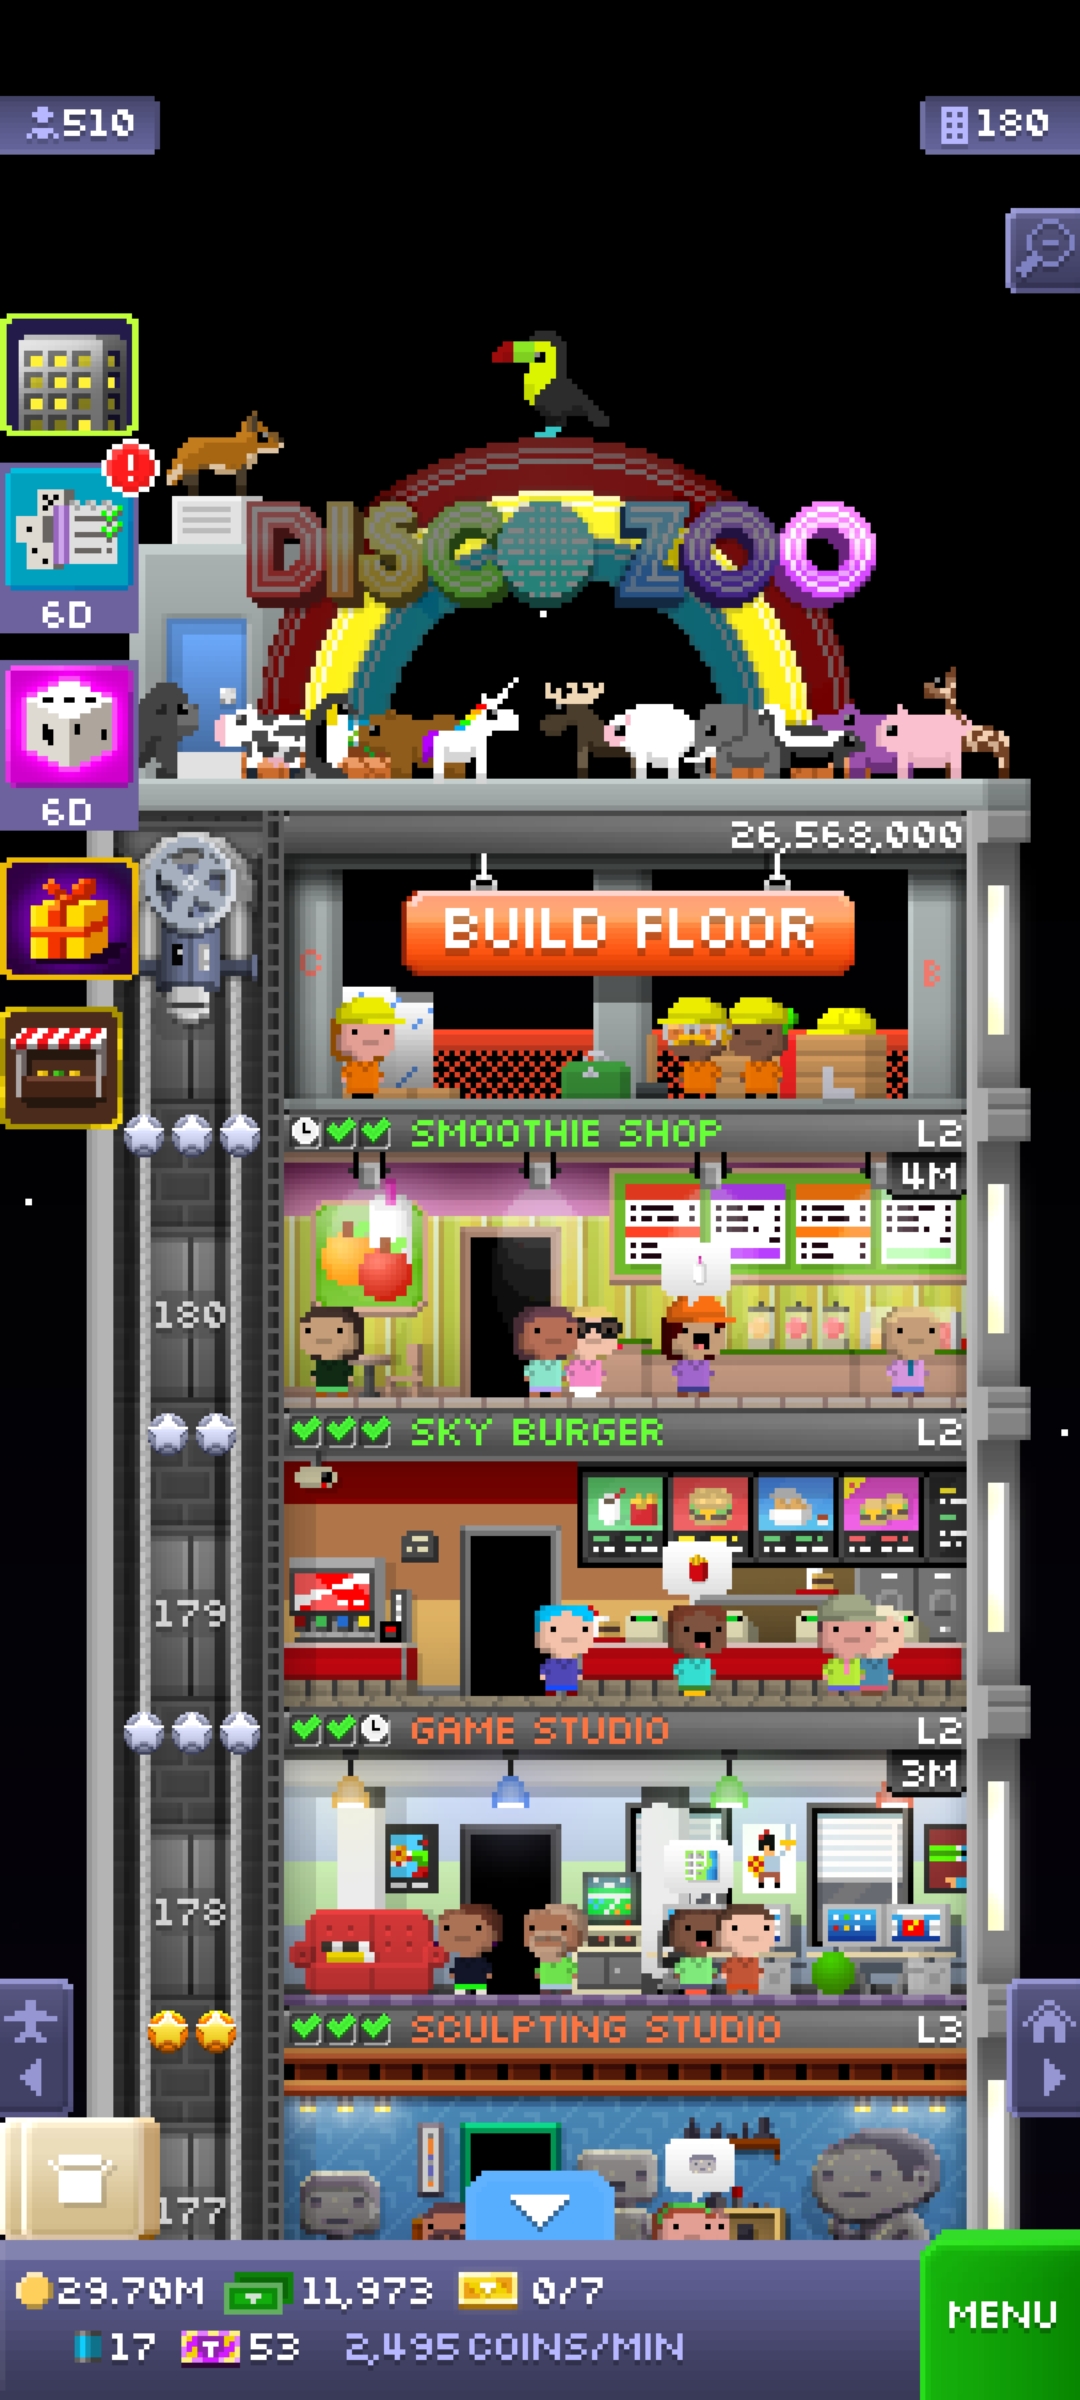 510
180
DISCO ZOO
6D
6D
26,568,000
BUILD FLOOR
C
B
SMOOTHIE SHOP L2
4M
180
SKY BURGER L2
179
GAME STUDIO L2
3M
178
SCULPTING STUDIO L3
177
29.70M 11,973 0/7
17 53 2,495 COINS/MIN
MENU